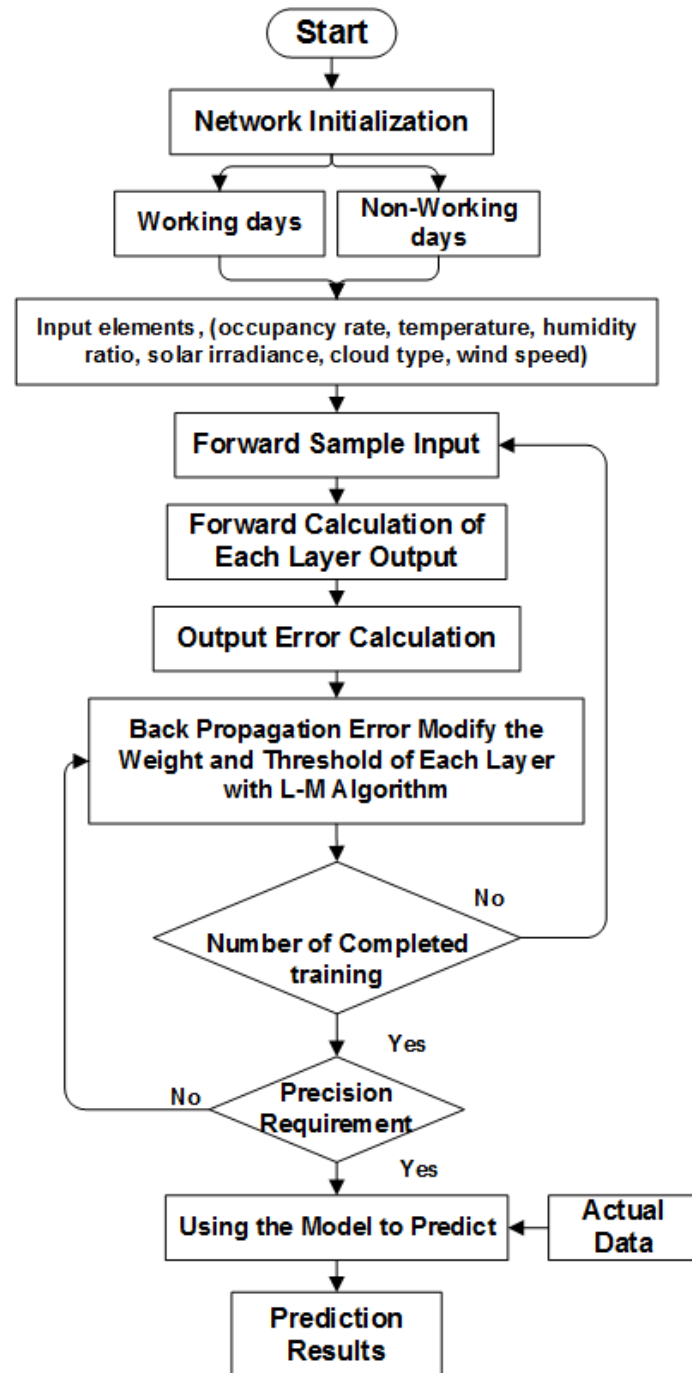 Start
Network Initialization
Working days
Non-Working
days
Input elements, (occupancy rate, temperature, humidity
ratio, solar irradiance, cloud type, wind speed)
Forward Sample Input
Forward Calculation of
Each Layer Output
Output Error Calculation
Back Propagation Error Modify the
Weight and Threshold of Each Layer
with L-M Algorithm
No
Number of Completed
training
Yes
No
Precision
Requirement
Yes
Using the Model to Predict
Actual
Data
Prediction
Results